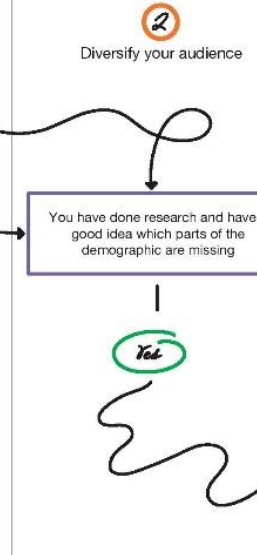 2
Diversify your audience
You have done research and have
good idea which parts of the
demographic are missing
Yes